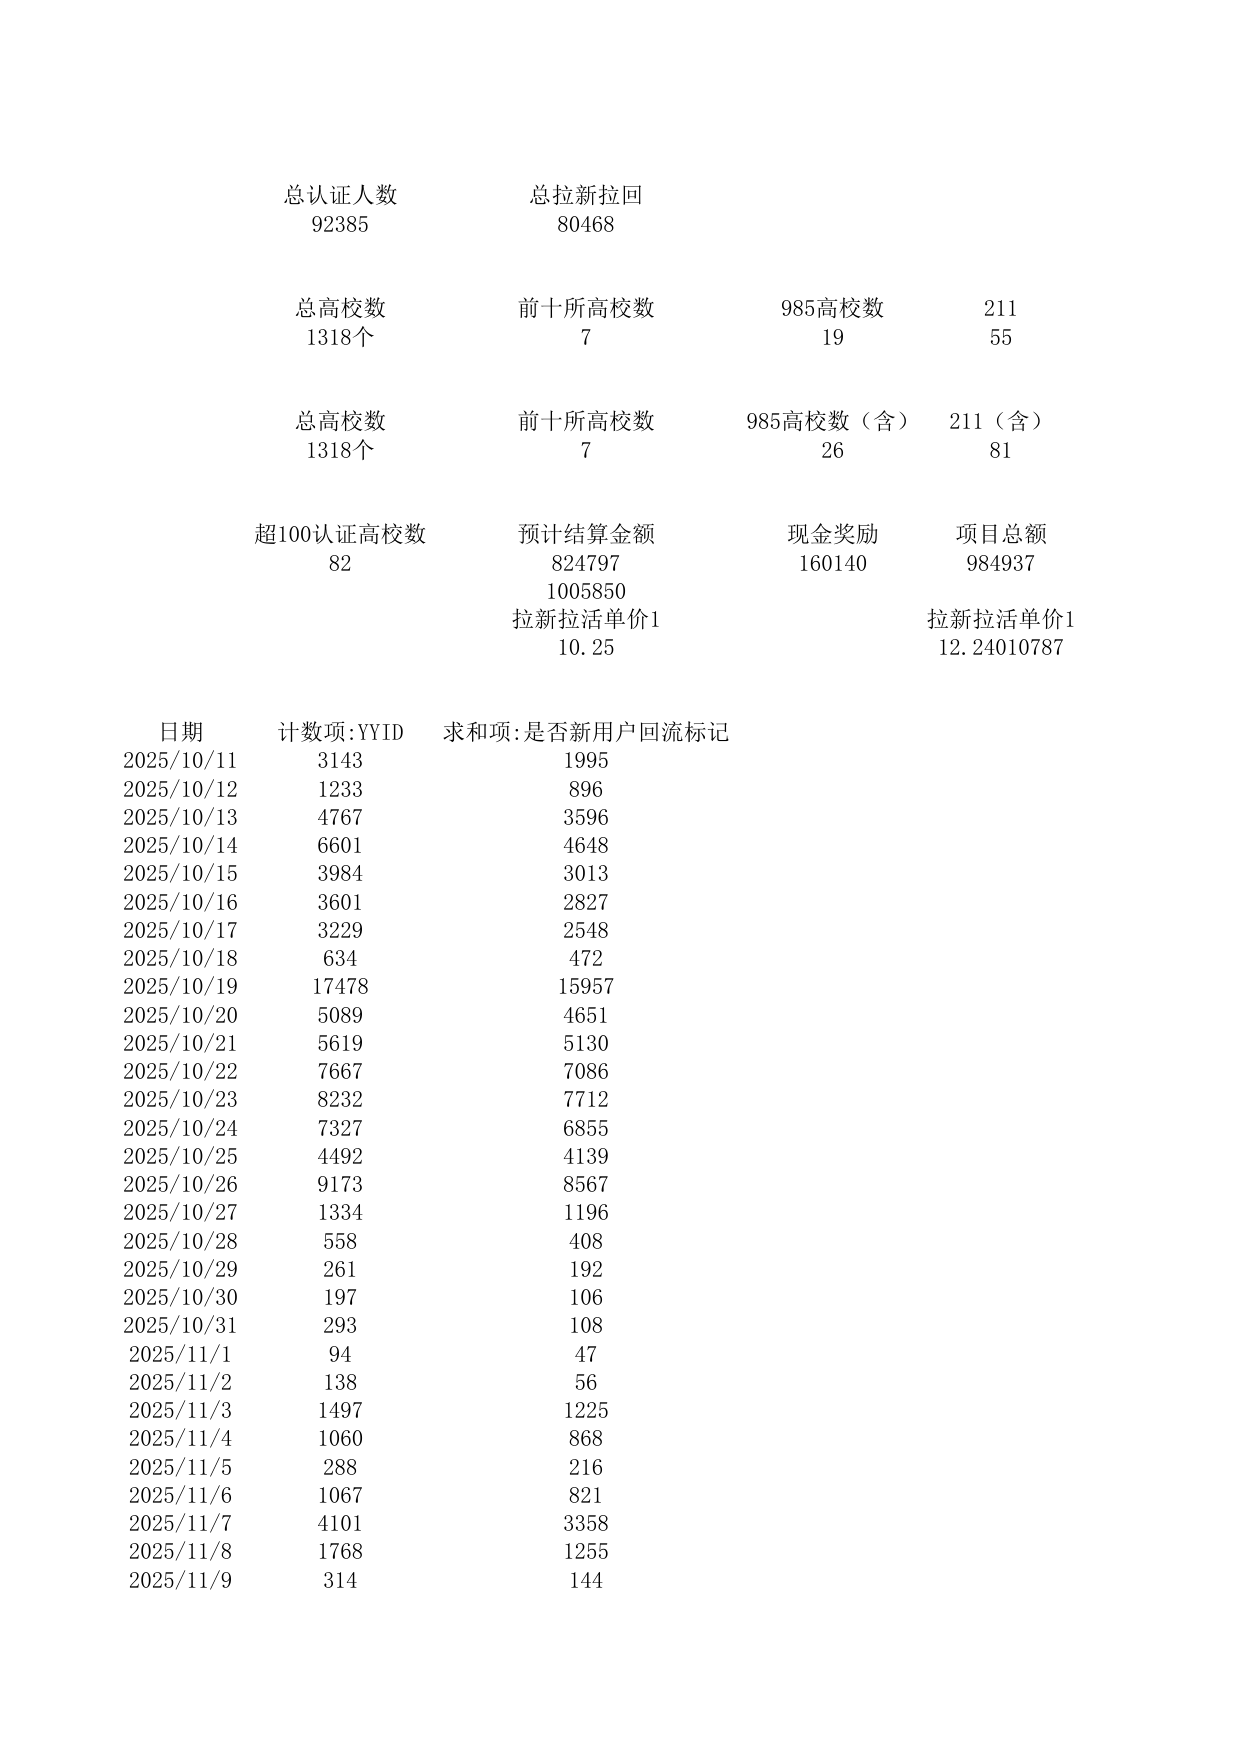 总认证人数 总拉新拉回
92385 80468
总高校数 前十所高校数 985高校数 211
1318个 7 19 55
总高校数 前十所高校数 985高校数（含） 211（含）
1318个 7 26 81
超100认证高校数 预计结算金额 现金奖励 项目总额
82 824797 160140 984937
1005850
拉新拉活单价1 拉新拉活单价1
10.25 12.24010787
日期 计数项:YYID 求和项:是否新用户回流标记
2025/10/11 3143 1995
2025/10/12 1233 896
2025/10/13 4767 3596
2025/10/14 6601 4648
2025/10/15 3984 3013
2025/10/16 3601 2827
2025/10/17 3229 2548
2025/10/18 634 472
2025/10/19 17478 15957
2025/10/20 5089 4651
2025/10/21 5619 5130
2025/10/22 7667 7086
2025/10/23 8232 7712
2025/10/24 7327 6855
2025/10/25 4492 4139
2025/10/26 9173 8567
2025/10/27 1334 1196
2025/10/28 558 408
2025/10/29 261 192
2025/10/30 197 106
2025/10/31 293 108
2025/11/1 94 47
2025/11/2 138 56
2025/11/3 1497 1225
2025/11/4 1060 868
2025/11/5 288 216
2025/11/6 1067 821
2025/11/7 4101 3358
2025/11/8 1768 1255
2025/11/9 314 144